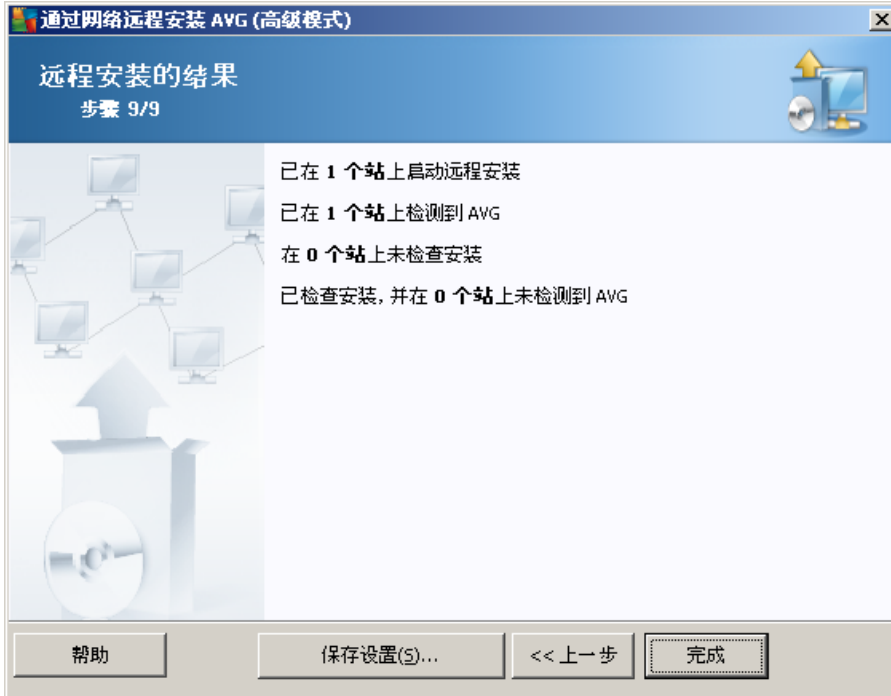 通过网络远程安装 AVG (高级模式)
远程安装的结果
步骤 9/9
已在 1 个站上启动远程安装
已在 1 个站上检测到 AVG
在 0 个站上未检查安装
已检查安装, 并在 0 个站上未检测到 AVG
帮助
保存设置(S)...
<< 上一步
完成